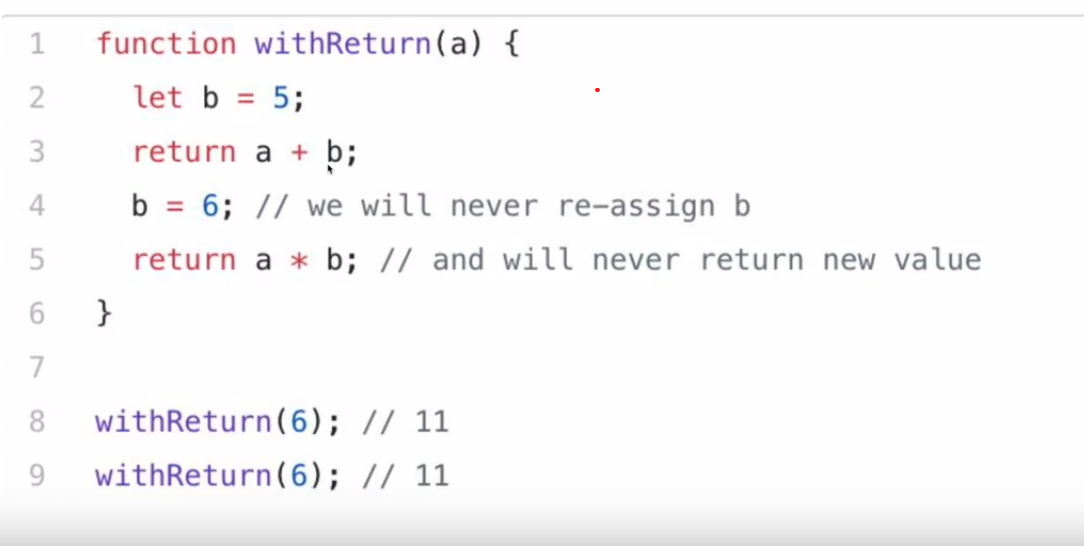 1 function withReturn(a) {
2 let b = 5;
3 return a + b;
4 b = 6; // we will never re-assign b
5 return a * b; // and will never return new value
6 }
7
8 withReturn(6); // 11
9 withReturn(6); // 11